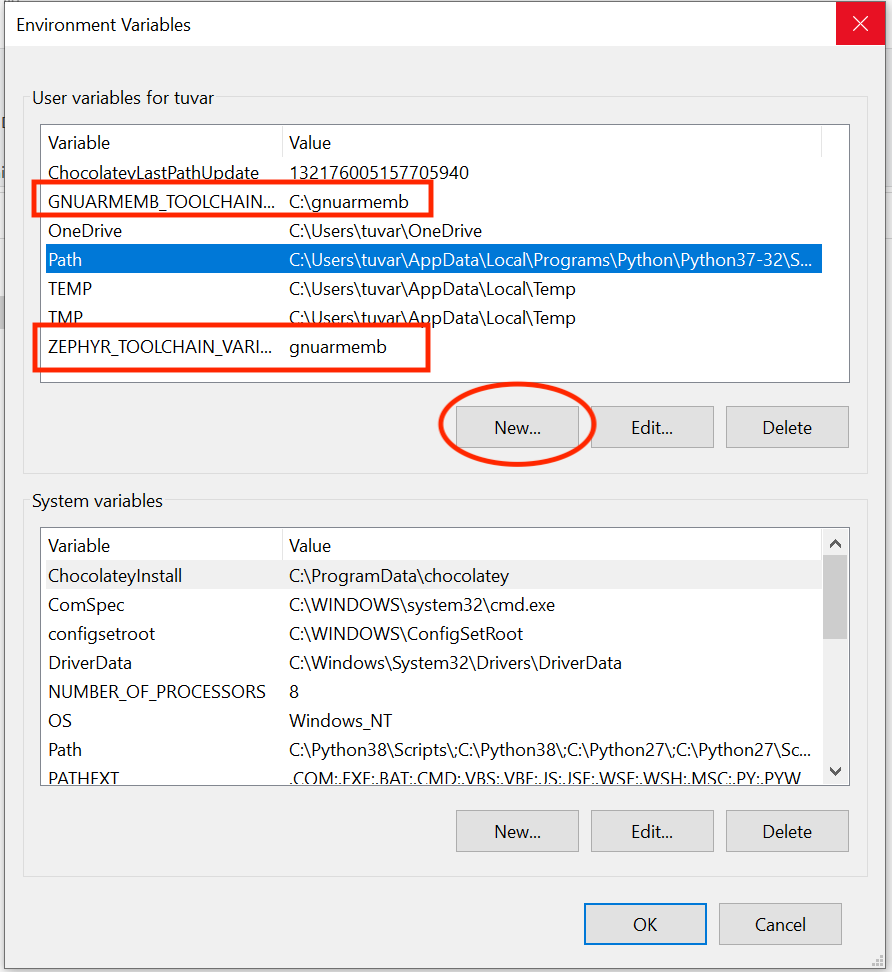 Environment Variables
User variables for tuvar
Variable Value
ChocolateyLastPathUpdate 132176005157705940
GNUARMEMB_TOOLCHAIN... C:\gnuarmemb
OneDrive C:\Users\tuvar\OneDrive
Path C:\Users\tuvar\AppData\Local\Programs\Python\Python37-32\S...
TEMP C:\Users\tuvar\AppData\Local\Temp
TMP C:\Users\tuvar\AppData\Local\Temp
ZEPHYR_TOOLCHAIN_VARI... gnuarmemb
New... Edit... Delete
System variables
Variable Value
ChocolateyInstall C:\ProgramData\chocolatey
ComSpec C:\WINDOWS\system32\cmd.exe
configsetroot C:\WINDOWS\ConfigSetRoot
DriverData C:\Windows\System32\Drivers\DriverData
NUMBER_OF_PROCESSORS 8
OS Windows_NT
Path C:\Python38\Scripts\;C:\Python38\;C:\Python27\;C:\Python27\Sc...
PATHEXT .COM;.EXE;.BAT;.CMD;.VBS;.VBE;.JS;.JSE;.WSF;.WSH;.MSC;.PY;.PYW
New... Edit... Delete
OK Cancel